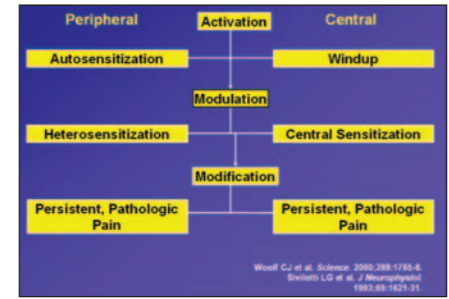 Peripheral Activation Central
Autosensitization Windup
Modulation
Heterosensitization Central Sensitization
Modification
Persistent, Pathologic Pain Persistent, Pathologic Pain
Woolf CJ et al. Science. 2000;288:1765-8.
Sivilotti LG et al. J Neurophysiol.
1993;69:1621-31.